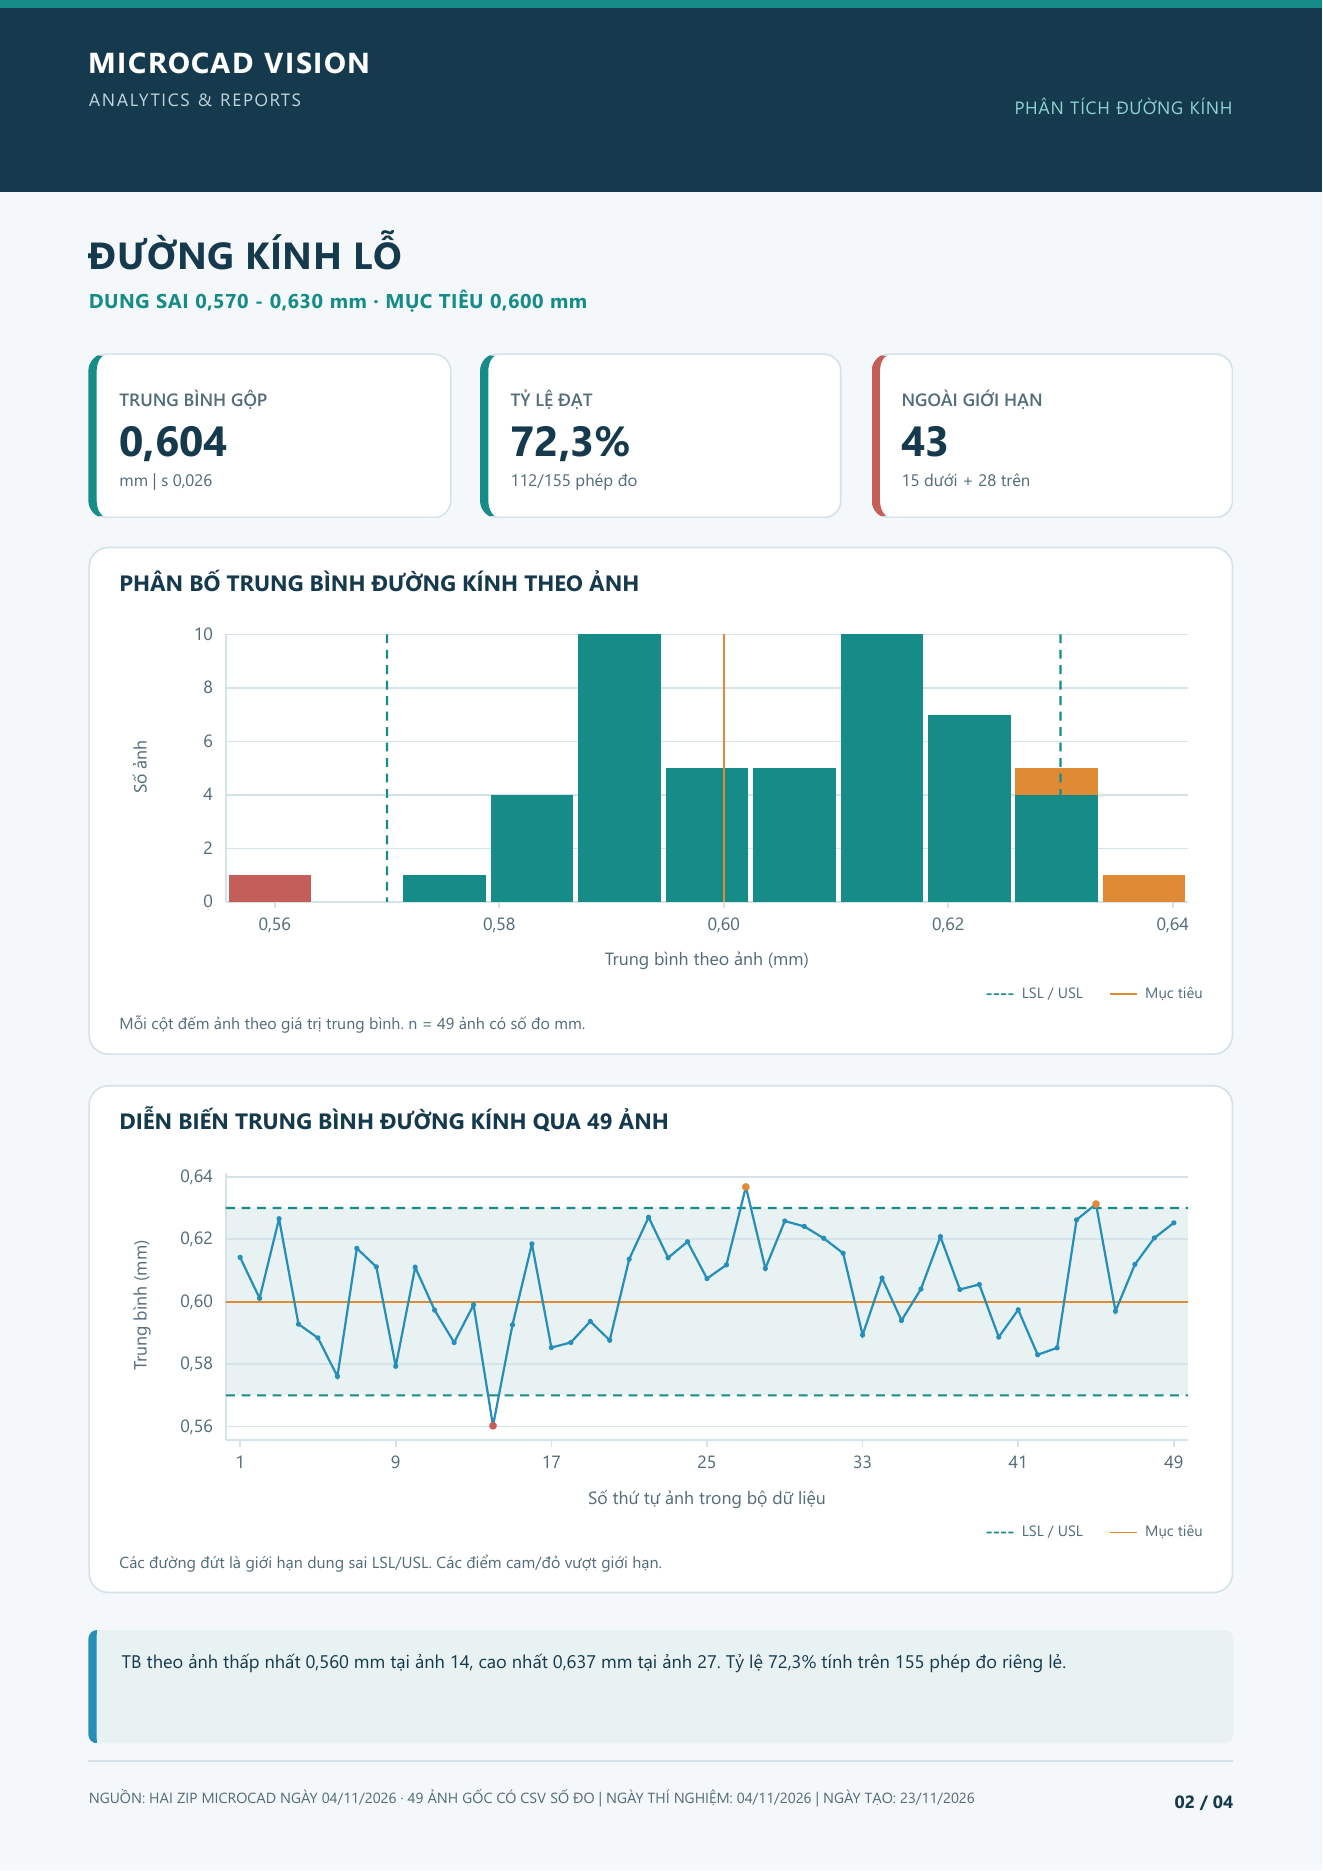 MICROCAD VISION
ANALYTICS & REPORTS
PHÂN TÍCH ĐƯỜNG KÍNH
ĐƯỜNG KÍNH LỖ
DUNG SAI 0,570 - 0,630 mm · MỤC TIÊU 0,600 mm
TRUNG BÌNH GỘP
0,604
mm | s 0,026
TỶ LỆ ĐẠT
72,3%
112/155 phép đo
NGOÀI GIỚI HẠN
43
15 dưới + 28 trên
PHÂN BỐ TRUNG BÌNH ĐƯỜNG KÍNH THEO ẢNH
10
8
6
4
2
0
Số ảnh
0,56 0,58 0,60 0,62 0,64
Trung bình theo ảnh (mm)
LSL / USL Mục tiêu
Mỗi cột đếm ảnh theo giá trị trung bình. n = 49 ảnh có số đo mm.
DIỄN BIẾN TRUNG BÌNH ĐƯỜNG KÍNH QUA 49 ẢNH
0,64
0,62
0,60
0,58
0,56
Trung bình (mm)
1 9 17 25 33 41 49
Số thứ tự ảnh trong bộ dữ liệu
LSL / USL Mục tiêu
Các đường đứt là giới hạn dung sai LSL/USL. Các điểm cam/đỏ vượt giới hạn.
TB theo ảnh thấp nhất 0,560 mm tại ảnh 14, cao nhất 0,637 mm tại ảnh 27. Tỷ lệ 72,3% tính trên 155 phép đo riêng lẻ.
NGUỒN: HAI ZIP MICROCAD NGÀY 04/11/2026 · 49 ẢNH GỐC CÓ CSV SỐ ĐO | NGÀY THÍ NGHIỆM: 04/11/2026 | NGÀY TẠO: 23/11/2026
02 / 04